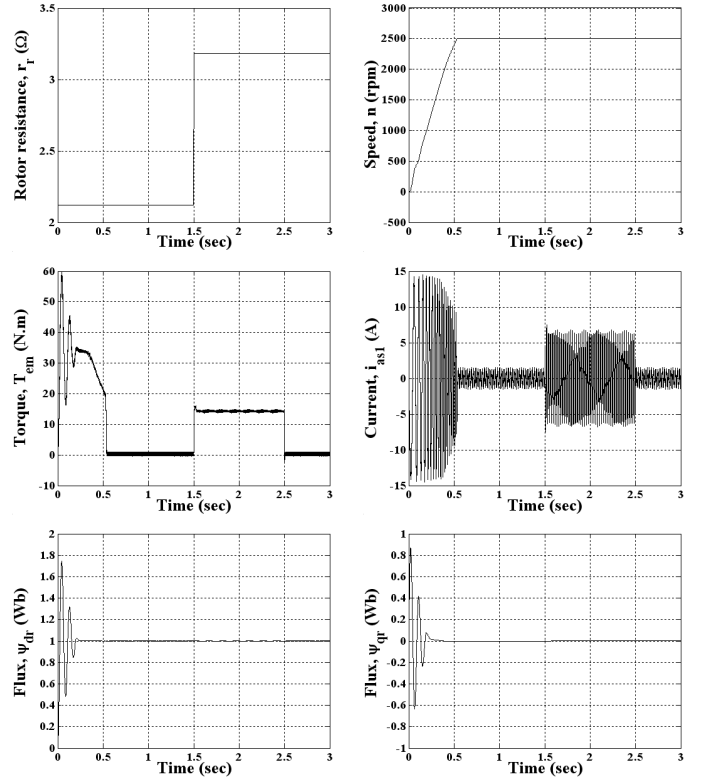 3.5
3
2.5
2
Rotor resistance, r_r (Ω)
0 0.5 1 1.5 2 2.5 3
Time (sec)
3000
2500
2000
1500
1000
500
0
-500
Speed, n (rpm)
0 0.5 1 1.5 2 2.5 3
Time (sec)
60
50
40
30
20
10
0
-10
Torque, T_em (N.m)
0 0.5 1 1.5 2 2.5 3
Time (sec)
15
10
5
0
-5
-10
-15
Current, i_as1 (A)
0 0.5 1 1.5 2 2.5 3
Time (sec)
2
1.8
1.6
1.4
1.2
1
0.8
0.6
0.4
0.2
0
Flux, ψ_dr (Wb)
0 0.5 1 1.5 2 2.5 3
Time (sec)
1
0.8
0.6
0.4
0.2
0
-0.2
-0.4
-0.6
-0.8
-1
Flux, ψ_qr (Wb)
0 0.5 1 1.5 2 2.5 3
Time (sec)